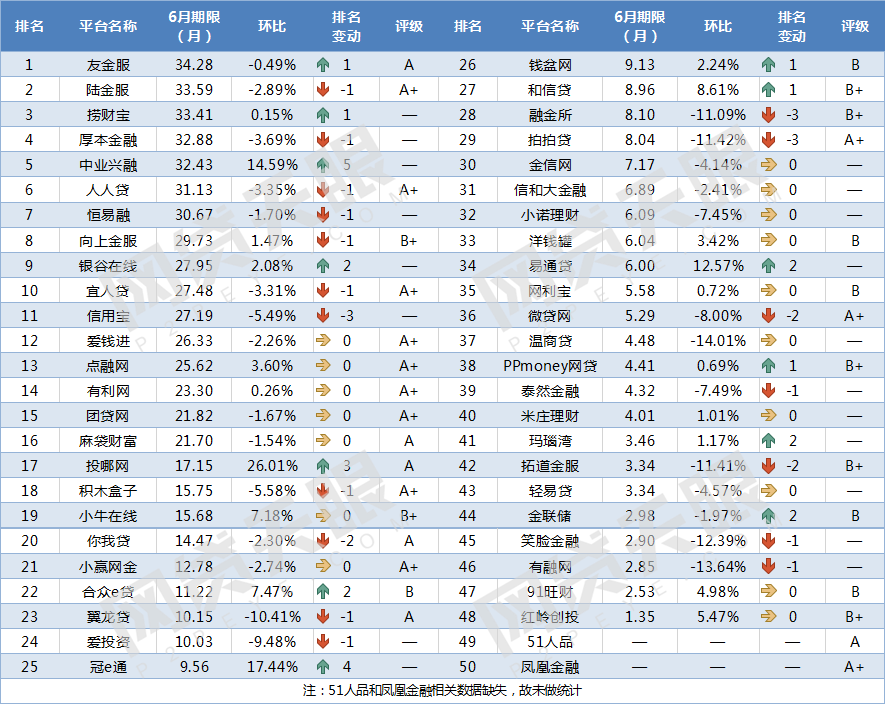 排名 平台名称 6月期限（月） 环比 排名变动 评级 排名 平台名称 6月期限（月） 环比 排名变动 评级
1 友金服 34.28 -0.49% 1 A 26 钱盆网 9.13 2.24% 1 B
2 陆金服 33.59 -2.89% -1 A+ 27 和信贷 8.96 8.61% 1 B+
3 捞财宝 33.41 0.15% 1 — 28 融金所 8.10 -11.09% -3 B+
4 厚本金融 32.88 -3.69% -1 — 29 拍拍贷 8.04 -11.42% -3 A+
5 中业兴融 32.43 14.59% 5 — 30 金信网 7.17 -4.14% 0 —
6 人人贷 31.13 -3.35% -1 A+ 31 信和大金融 6.89 -2.41% 0 —
7 恒易融 30.67 -1.70% -1 — 32 小诺理财 6.09 -7.45% 0 —
8 向上金服 29.73 1.47% -1 B+ 33 洋钱罐 6.04 3.42% 0 B
9 银谷在线 27.95 2.08% 2 — 34 易通贷 6.00 12.57% 2 —
10 宜人贷 27.48 -3.31% -1 A+ 35 网利宝 5.58 0.72% 0 B
11 信用宝 27.19 -5.49% -3 — 36 微贷网 5.29 -8.00% -2 A+
12 爱钱进 26.33 -2.26% 0 A+ 37 温商贷 4.48 -14.01% 0 —
13 点融网 25.62 3.60% 0 A+ 38 PPmoney网贷 4.41 0.69% 1 B+
14 有利网 23.30 0.26% 0 A+ 39 泰然金融 4.32 -7.49% -1 —
15 团贷网 21.82 -1.67% 0 A+ 40 米庄理财 4.01 1.01% 0 —
16 麻袋财富 21.70 -1.54% 0 A 41 玛瑙湾 3.46 1.17% 2 —
17 投哪网 17.15 26.01% 3 A 42 拓道金服 3.34 -11.41% -2 B+
18 积木盒子 15.75 -5.58% -1 A+ 43 轻易贷 3.34 -4.57% 0 —
19 小牛在线 15.68 7.18% 0 B+ 44 金联储 2.98 -1.97% 2 B
20 你我贷 14.47 -2.30% -2 A 45 笑脸金融 2.90 -12.39% -1 —
21 小赢网金 12.78 -2.74% 0 A+ 46 有融网 2.85 -13.64% -1 —
22 合众e贷 11.22 7.47% 2 B 47 91旺财 2.53 4.98% 0 B
23 翼龙贷 10.15 -10.41% -1 A 48 红岭创投 1.35 5.47% 0 B+
24 爱投资 10.03 -9.48% -1 — 49 51人品 — — — A
25 冠e通 9.56 17.44% 4 — 50 凤凰金融 — — — A+
注：51人品和凤凰金融相关数据缺失，故未做统计
网贷天眼